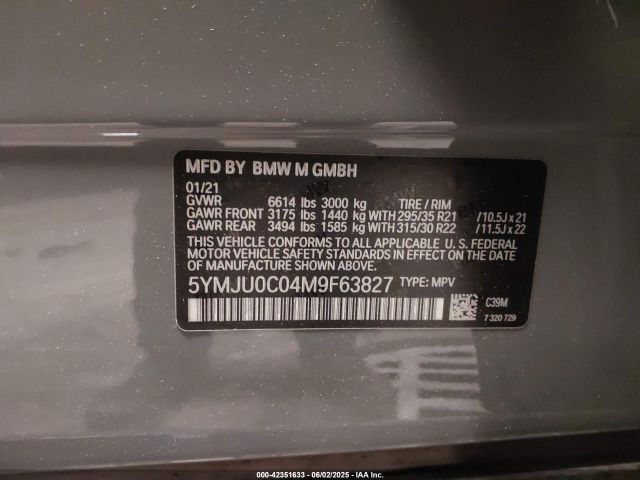 MFD BY BMW M GMBH
01/21
GVWR 6614 lbs 3000 kg TIRE / RIM
GAWR FRONT 3175 lbs 1440 kg WITH 295/35 R21 /10.5J x 21
GAWR REAR 3494 lbs 1585 kg WITH 315/30 R22 /11.5J x 22
THIS VEHICLE CONFORMS TO ALL APPLICABLE U. S. FEDERAL
MOTOR VEHICLE SAFETY STANDARDS IN EFFECT ON THE DATE
OF MANUFACTURE SHOWN ABOVE.
5YMJU0C04M9F63827 TYPE: MPV
C39M
7 320 729
000-42351633 - 06/02/2025 - © IAA Inc.